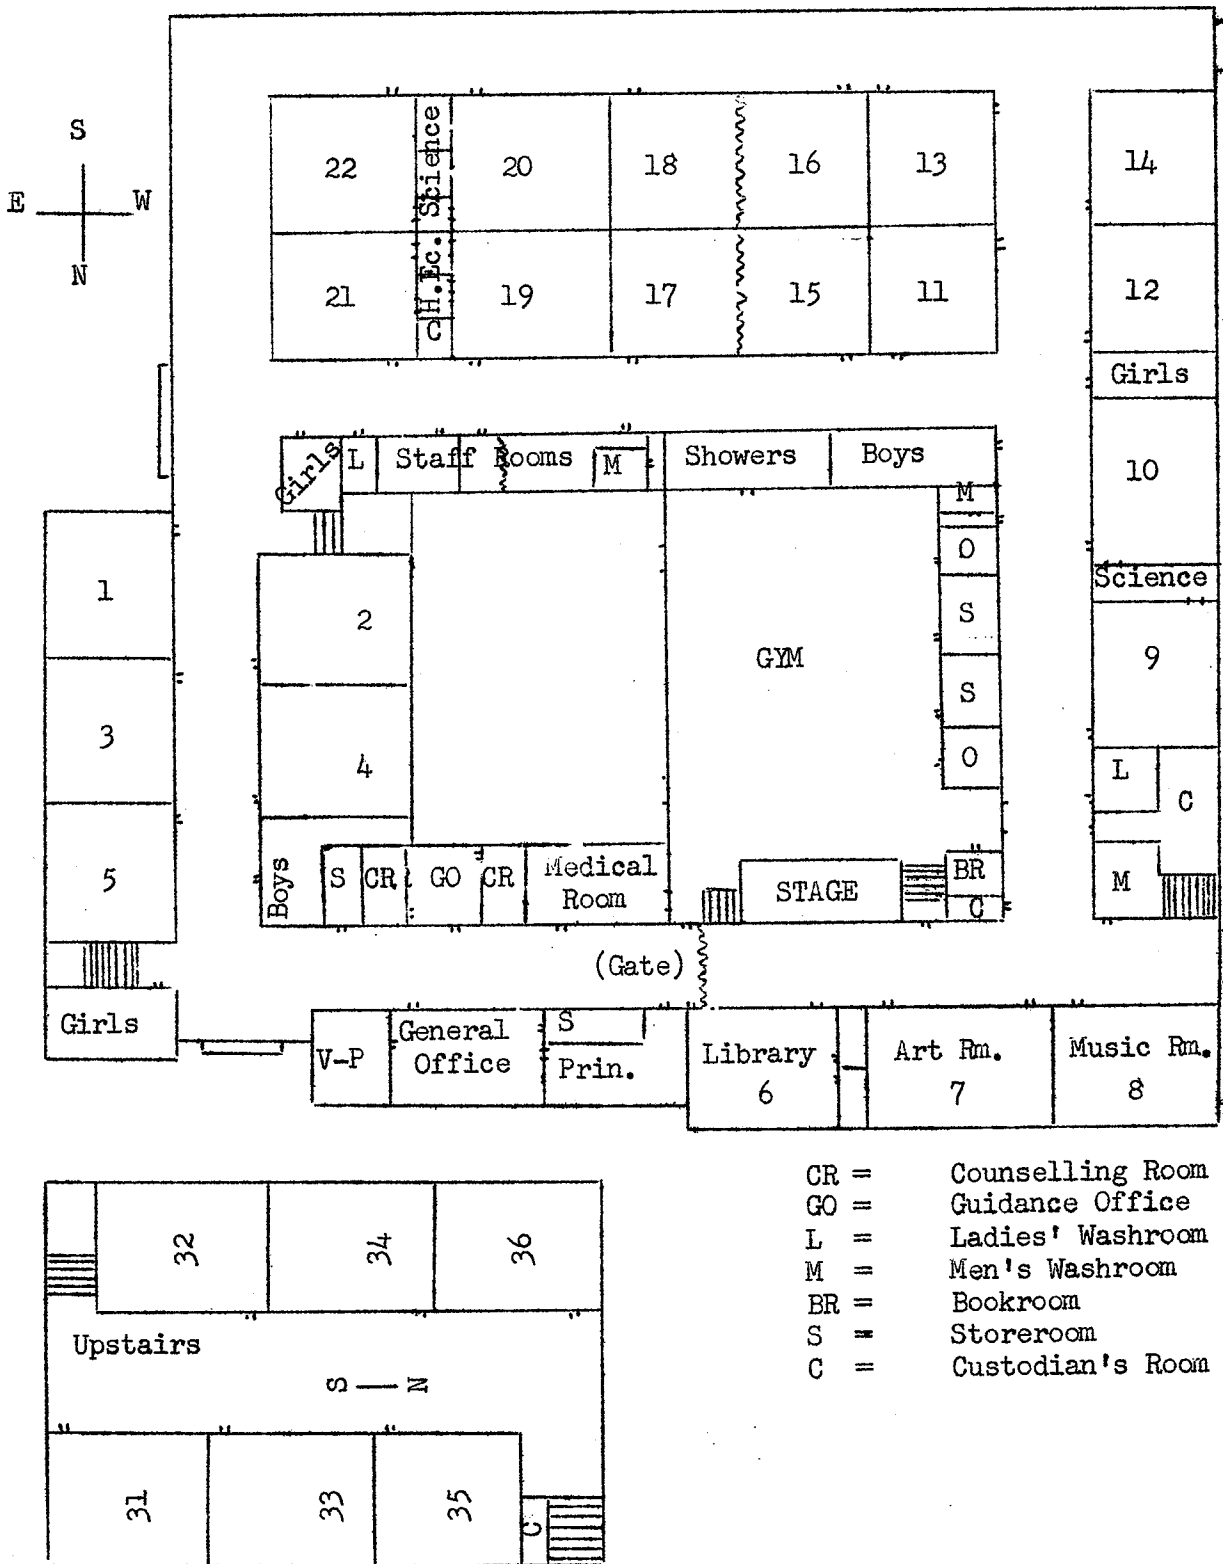 S
E W
N
22 Science 20 18 16 13 14
21 H.Ec. 19 17 15 11 12
C
Girls
Girls L Staff Rooms M Showers Boys
10
M
O
1
Science
2
S
GYM
9
S
3
4
O
L
C
5
Boys S CR GO CR Medical Room STAGE BR M
C
(Gate)
Girls
V-P General Office S Library Art Rm. Music Rm.
Prin. 6 7 8
CR = Counselling Room
GO = Guidance Office
L = Ladies' Washroom
M = Men's Washroom
BR = Bookroom
S = Storeroom
C = Custodian's Room
32 34 36
Upstairs
S — N
31 33 35 C